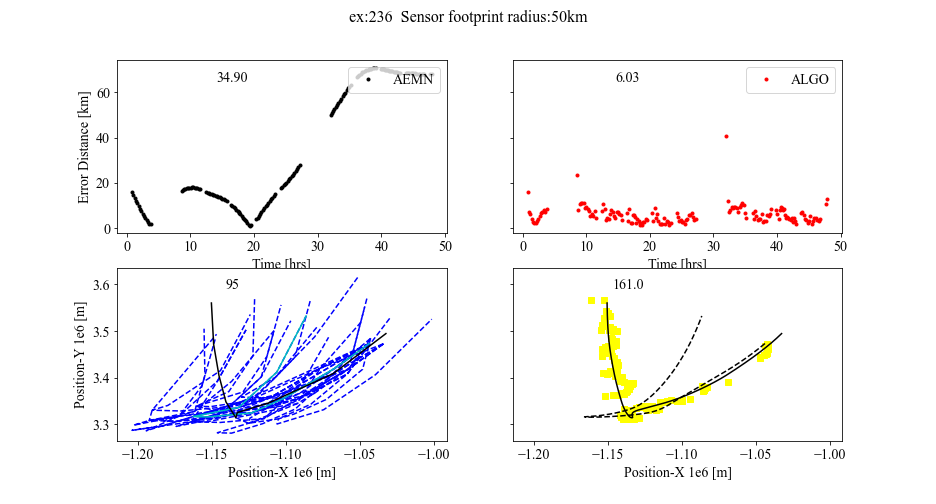 ex:236  Sensor footprint radius:50km
34.90
AEMN
6.03
ALGO
Error Distance [km]
60
40
20
0
0 10 20 30 40 50
0 10 20 30 40 50
Time [hrs]
Time [hrs]
95
161.0
Position-Y 1e6 [m]
3.6
3.5
3.4
3.3
−1.20 −1.15 −1.10 −1.05 −1.00
−1.20 −1.15 −1.10 −1.05 −1.00
Position-X 1e6 [m]
Position-X 1e6 [m]